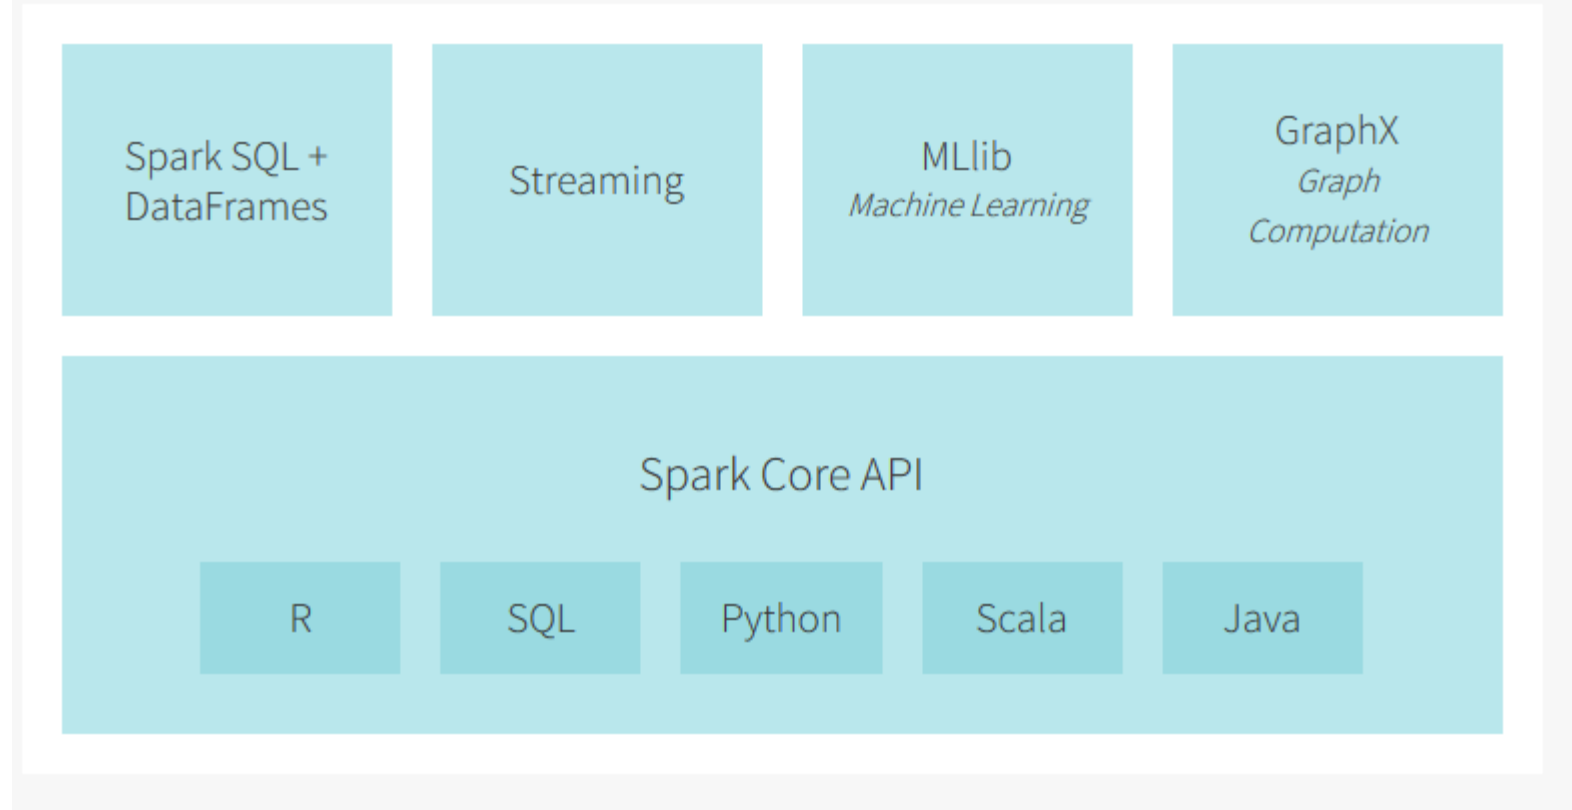 Spark SQL +
DataFrames
Streaming
MLlib
Machine Learning
GraphX
Graph
Computation
Spark Core API
R
SQL
Python
Scala
Java